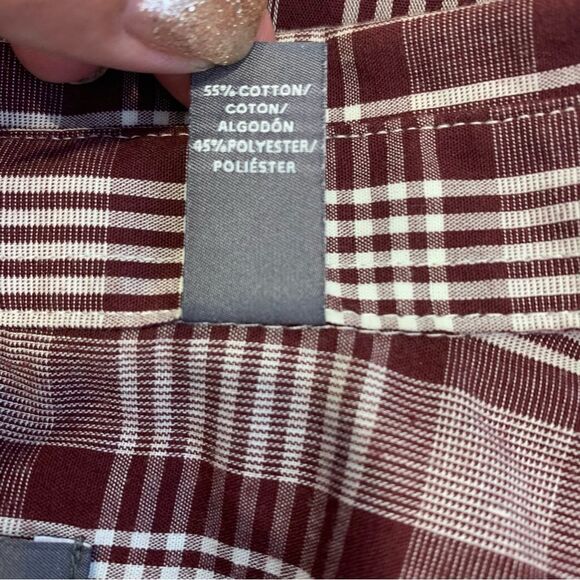 55% COTTON/
COTON/
ALGODÓN
45%POLYESTER/
POLIÉSTER